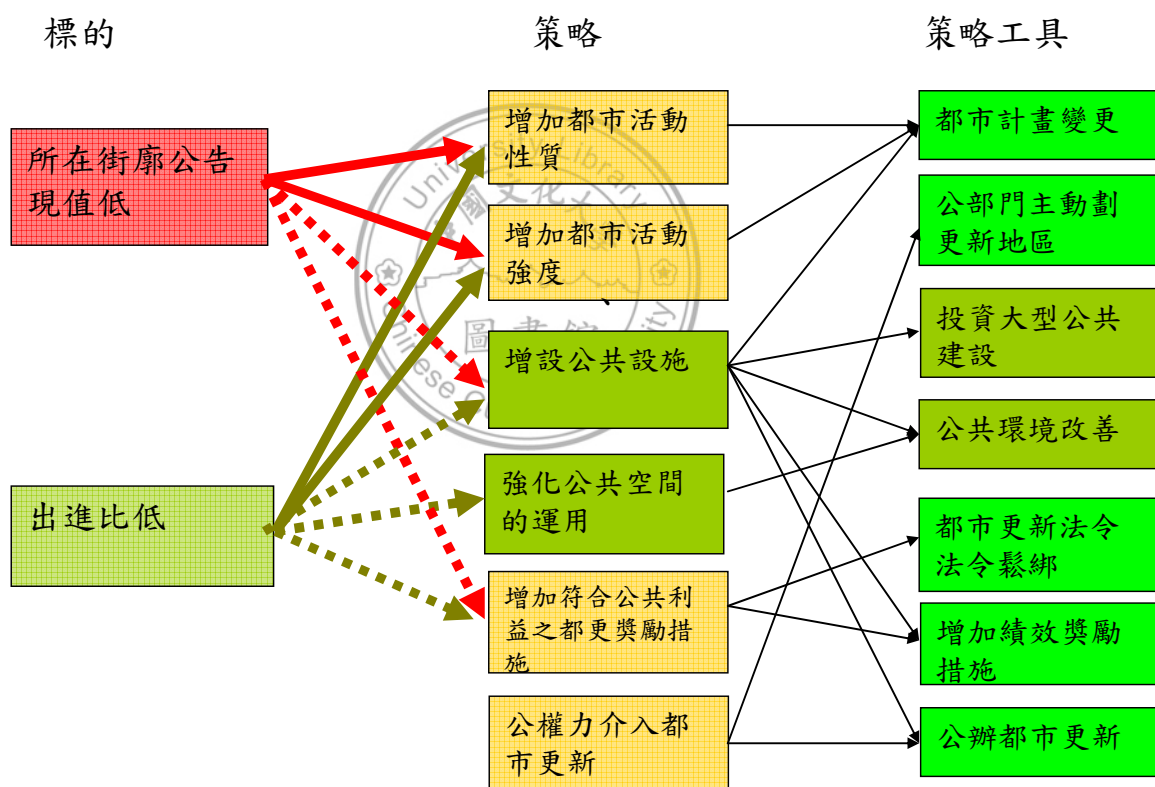 標的
策略
策略工具
所在街廓公告
現值低
出進比低
增加都市活動
性質
增加都市活動
強度
增設公共設施
強化公共空間
的運用
增加符合公共利
益之都更獎勵措
施
公權力介入都
市更新
都市計畫變更
公部門主動劃
更新地區
投資大型公共
建設
公共環境改善
都市更新法令
法令鬆綁
增加績效獎勵
措施
公辦都市更新